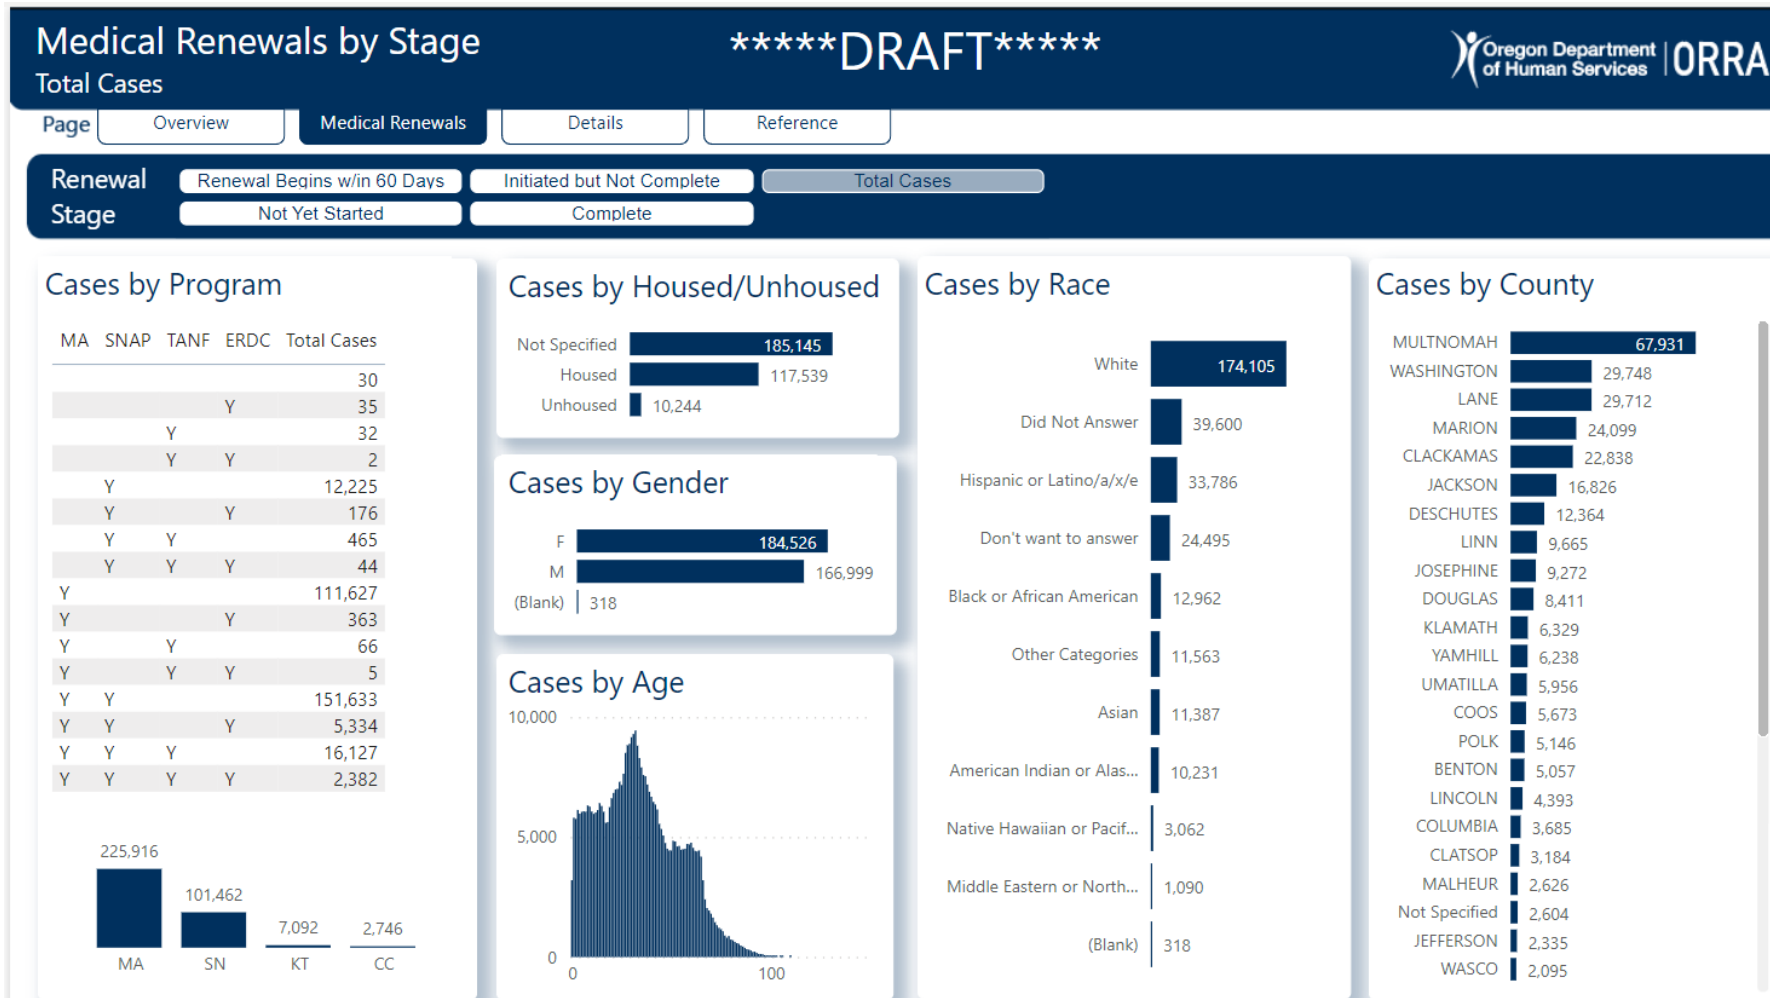 Medical Renewals by Stage
*****DRAFT*****
Oregon Department
of Human Services
ORRA
Total Cases
Page
Overview
Medical Renewals
Details
Reference
Renewal
Stage
Renewal Begins w/in 60 Days
Initiated but Not Complete
Total Cases
Not Yet Started
Complete
Cases by Program
MA SNAP TANF ERDC Total Cases
30
Y 35
Y 32
Y Y 2
Y 12,225
Y Y 176
Y Y 465
Y Y Y 44
Y 111,627
Y Y 363
Y Y 66
Y Y Y 5
Y Y 151,633
Y Y Y 5,334
Y Y Y 16,127
Y Y Y Y 2,382
225,916
101,462
7,092
2,746
MA SN KT CC
Cases by Housed/Unhoused
Not Specified 185,145
Housed 117,539
Unhoused 10,244
Cases by Gender
F 184,526
M 166,999
(Blank) 318
Cases by Age
10,000
5,000
0
0 100
Cases by Race
White 174,105
Did Not Answer 39,600
Hispanic or Latino/a/x/e 33,786
Don't want to answer 24,495
Black or African American 12,962
Other Categories 11,563
Asian 11,387
American Indian or Alas... 10,231
Native Hawaiian or Pacif... 3,062
Middle Eastern or North... 1,090
(Blank) 318
Cases by County
MULTNOMAH 67,931
WASHINGTON 29,748
LANE 29,712
MARION 24,099
CLACKAMAS 22,838
JACKSON 16,826
DESCHUTES 12,364
LINN 9,665
JOSEPHINE 9,272
DOUGLAS 8,411
KLAMATH 6,329
YAMHILL 6,238
UMATILLA 5,956
COOS 5,673
POLK 5,146
BENTON 5,057
LINCOLN 4,393
COLUMBIA 3,685
CLATSOP 3,184
MALHEUR 2,626
Not Specified 2,604
JEFFERSON 2,335
WASCO 2,095